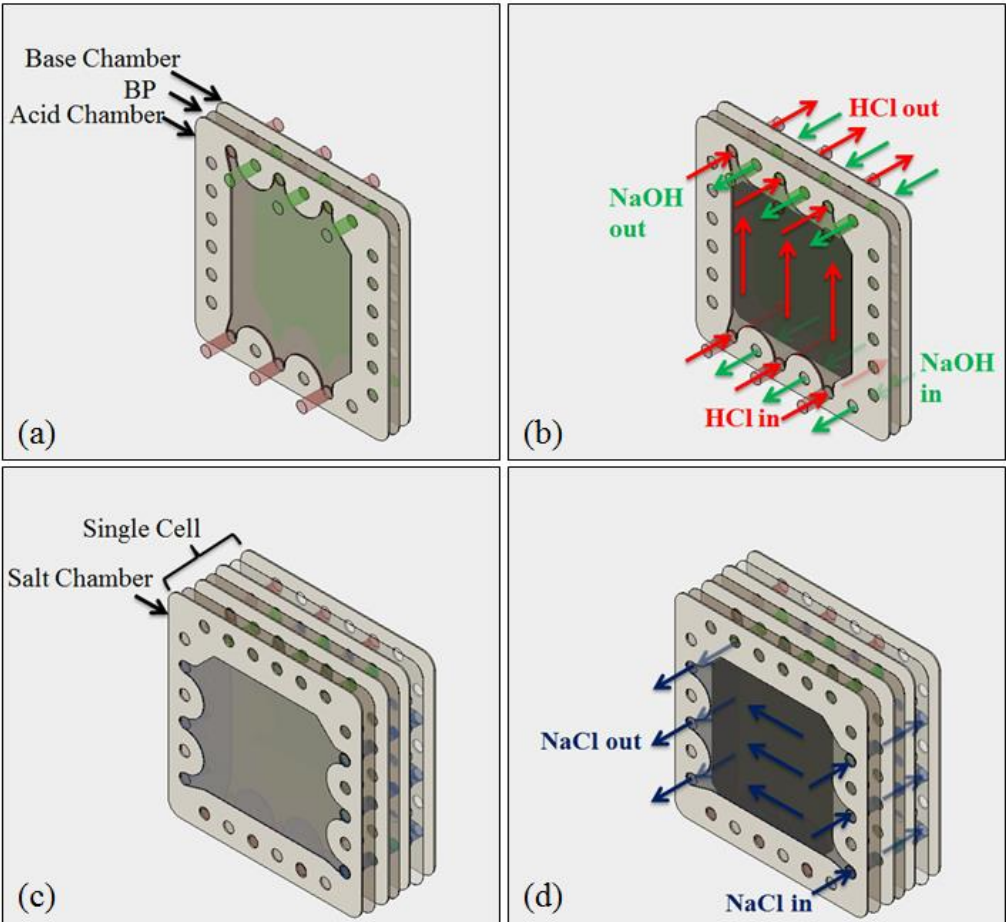 Base Chamber
BP
Acid Chamber
(a)
HCl out
NaOH
out
NaOH
in
HCl in
(b)
Single Cell
Salt Chamber
(c)
NaCl out
NaCl in
(d)